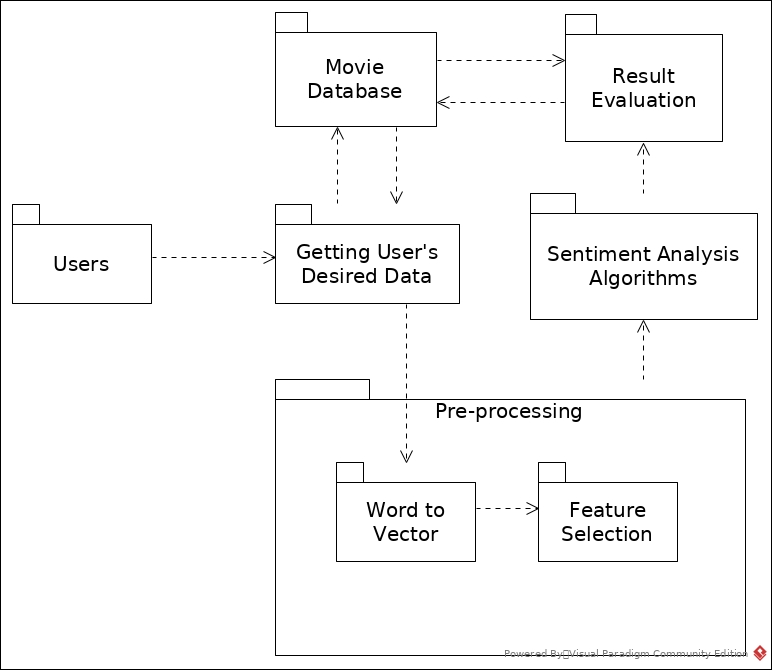 Movie
Database
Result
Evaluation
Users
Getting User's
Desired Data
Sentiment Analysis
Algorithms
Pre-processing
Word to
Vector
Feature
Selection
Powered By Visual Paradigm Community Edition